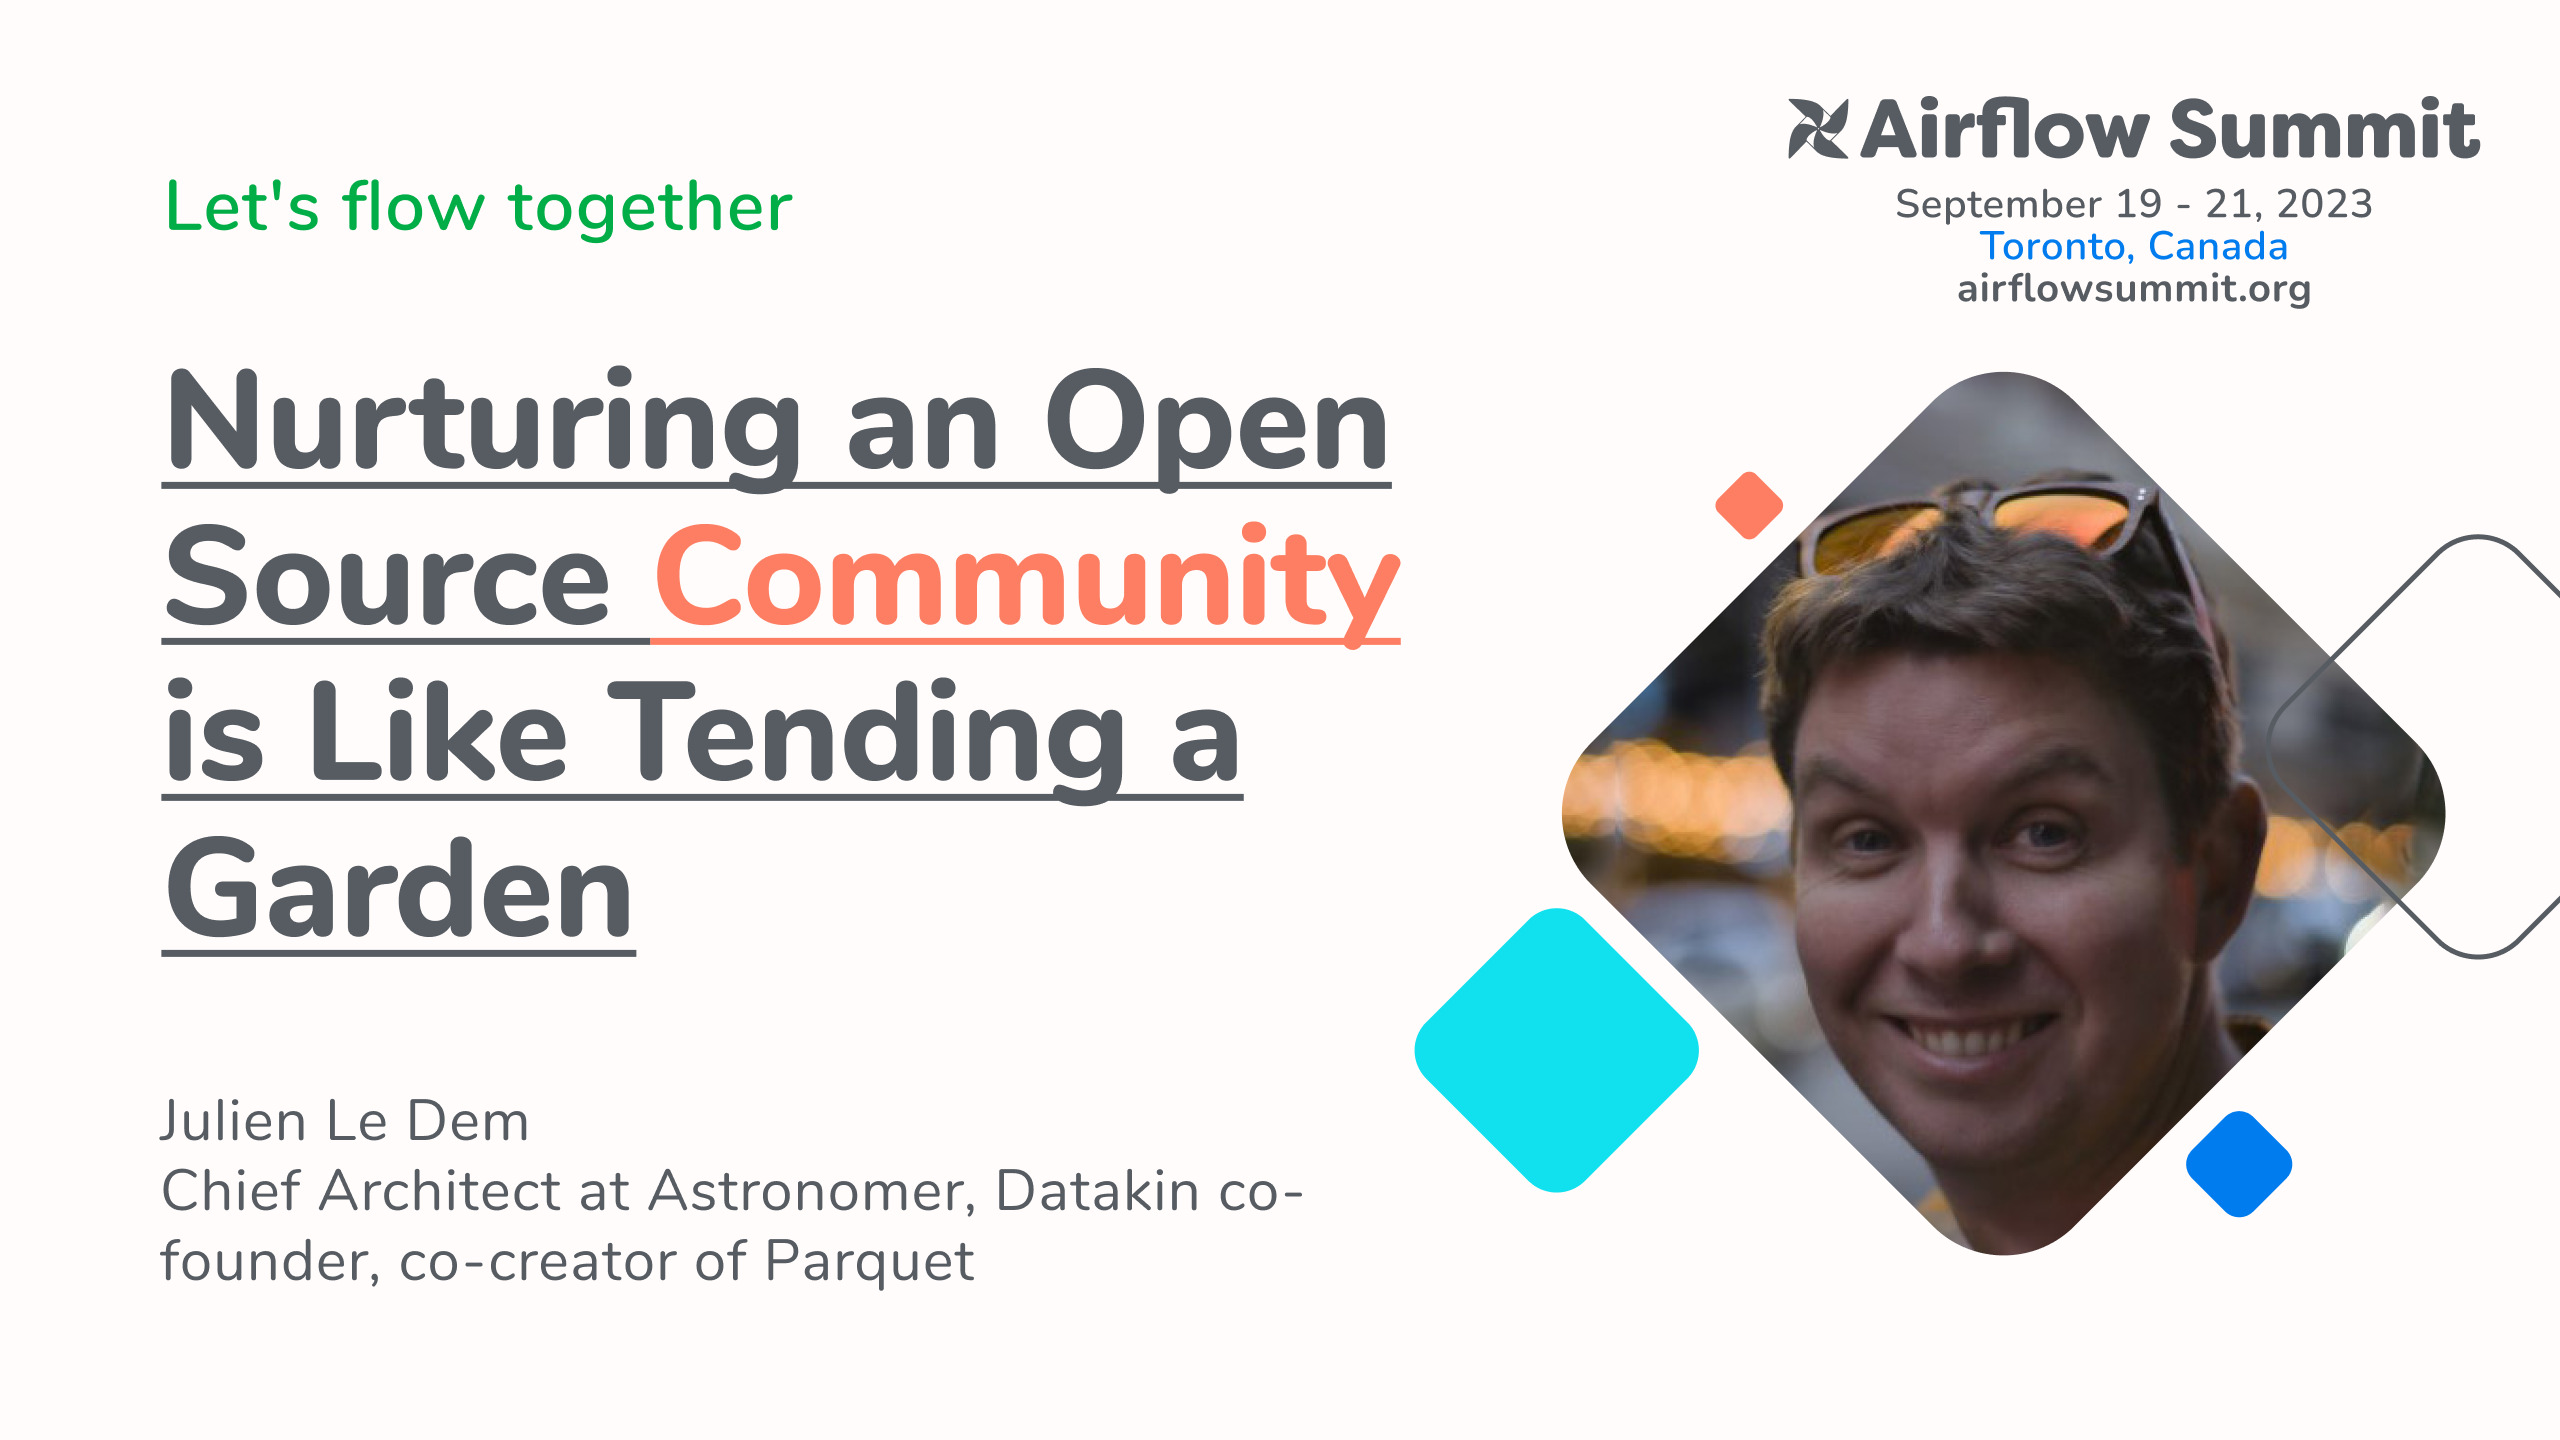 Airflow Summit
September 19 - 21, 2023
Toronto, Canada
airflowsummit.org
Let's flow together
Nurturing an Open
Source Community
is Like Tending a
Garden
Julien Le Dem
Chief Architect at Astronomer, Datakin co-
founder, co-creator of Parquet